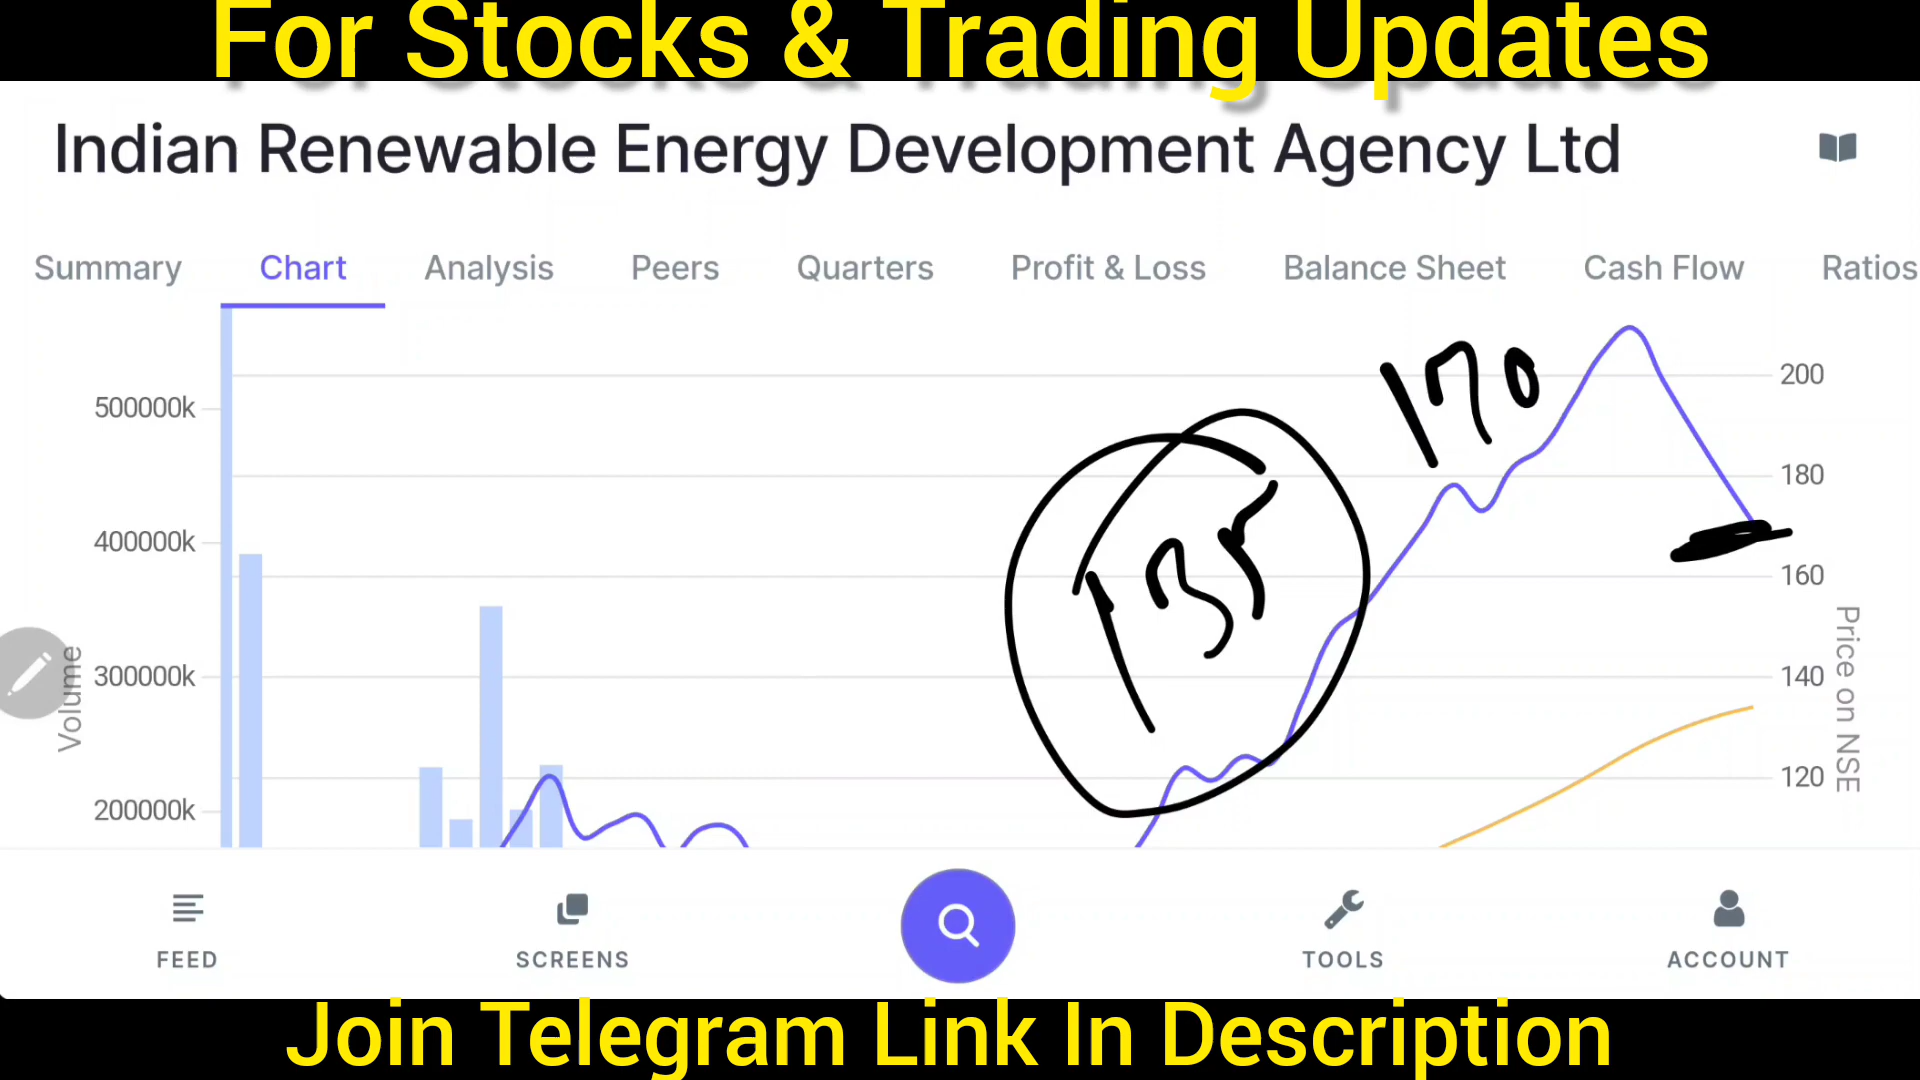 For Stocks & Trading Updates
Indian Renewable Energy Development Agency Ltd
Summary Chart Analysis Peers Quarters Profit & Loss Balance Sheet Cash Flow Ratios
500000k
400000k
300000k
200000k
Volume
170
135
200
180
160
140
120
Price on NSE
FEED SCREENS TOOLS ACCOUNT
Join Telegram Link In Description